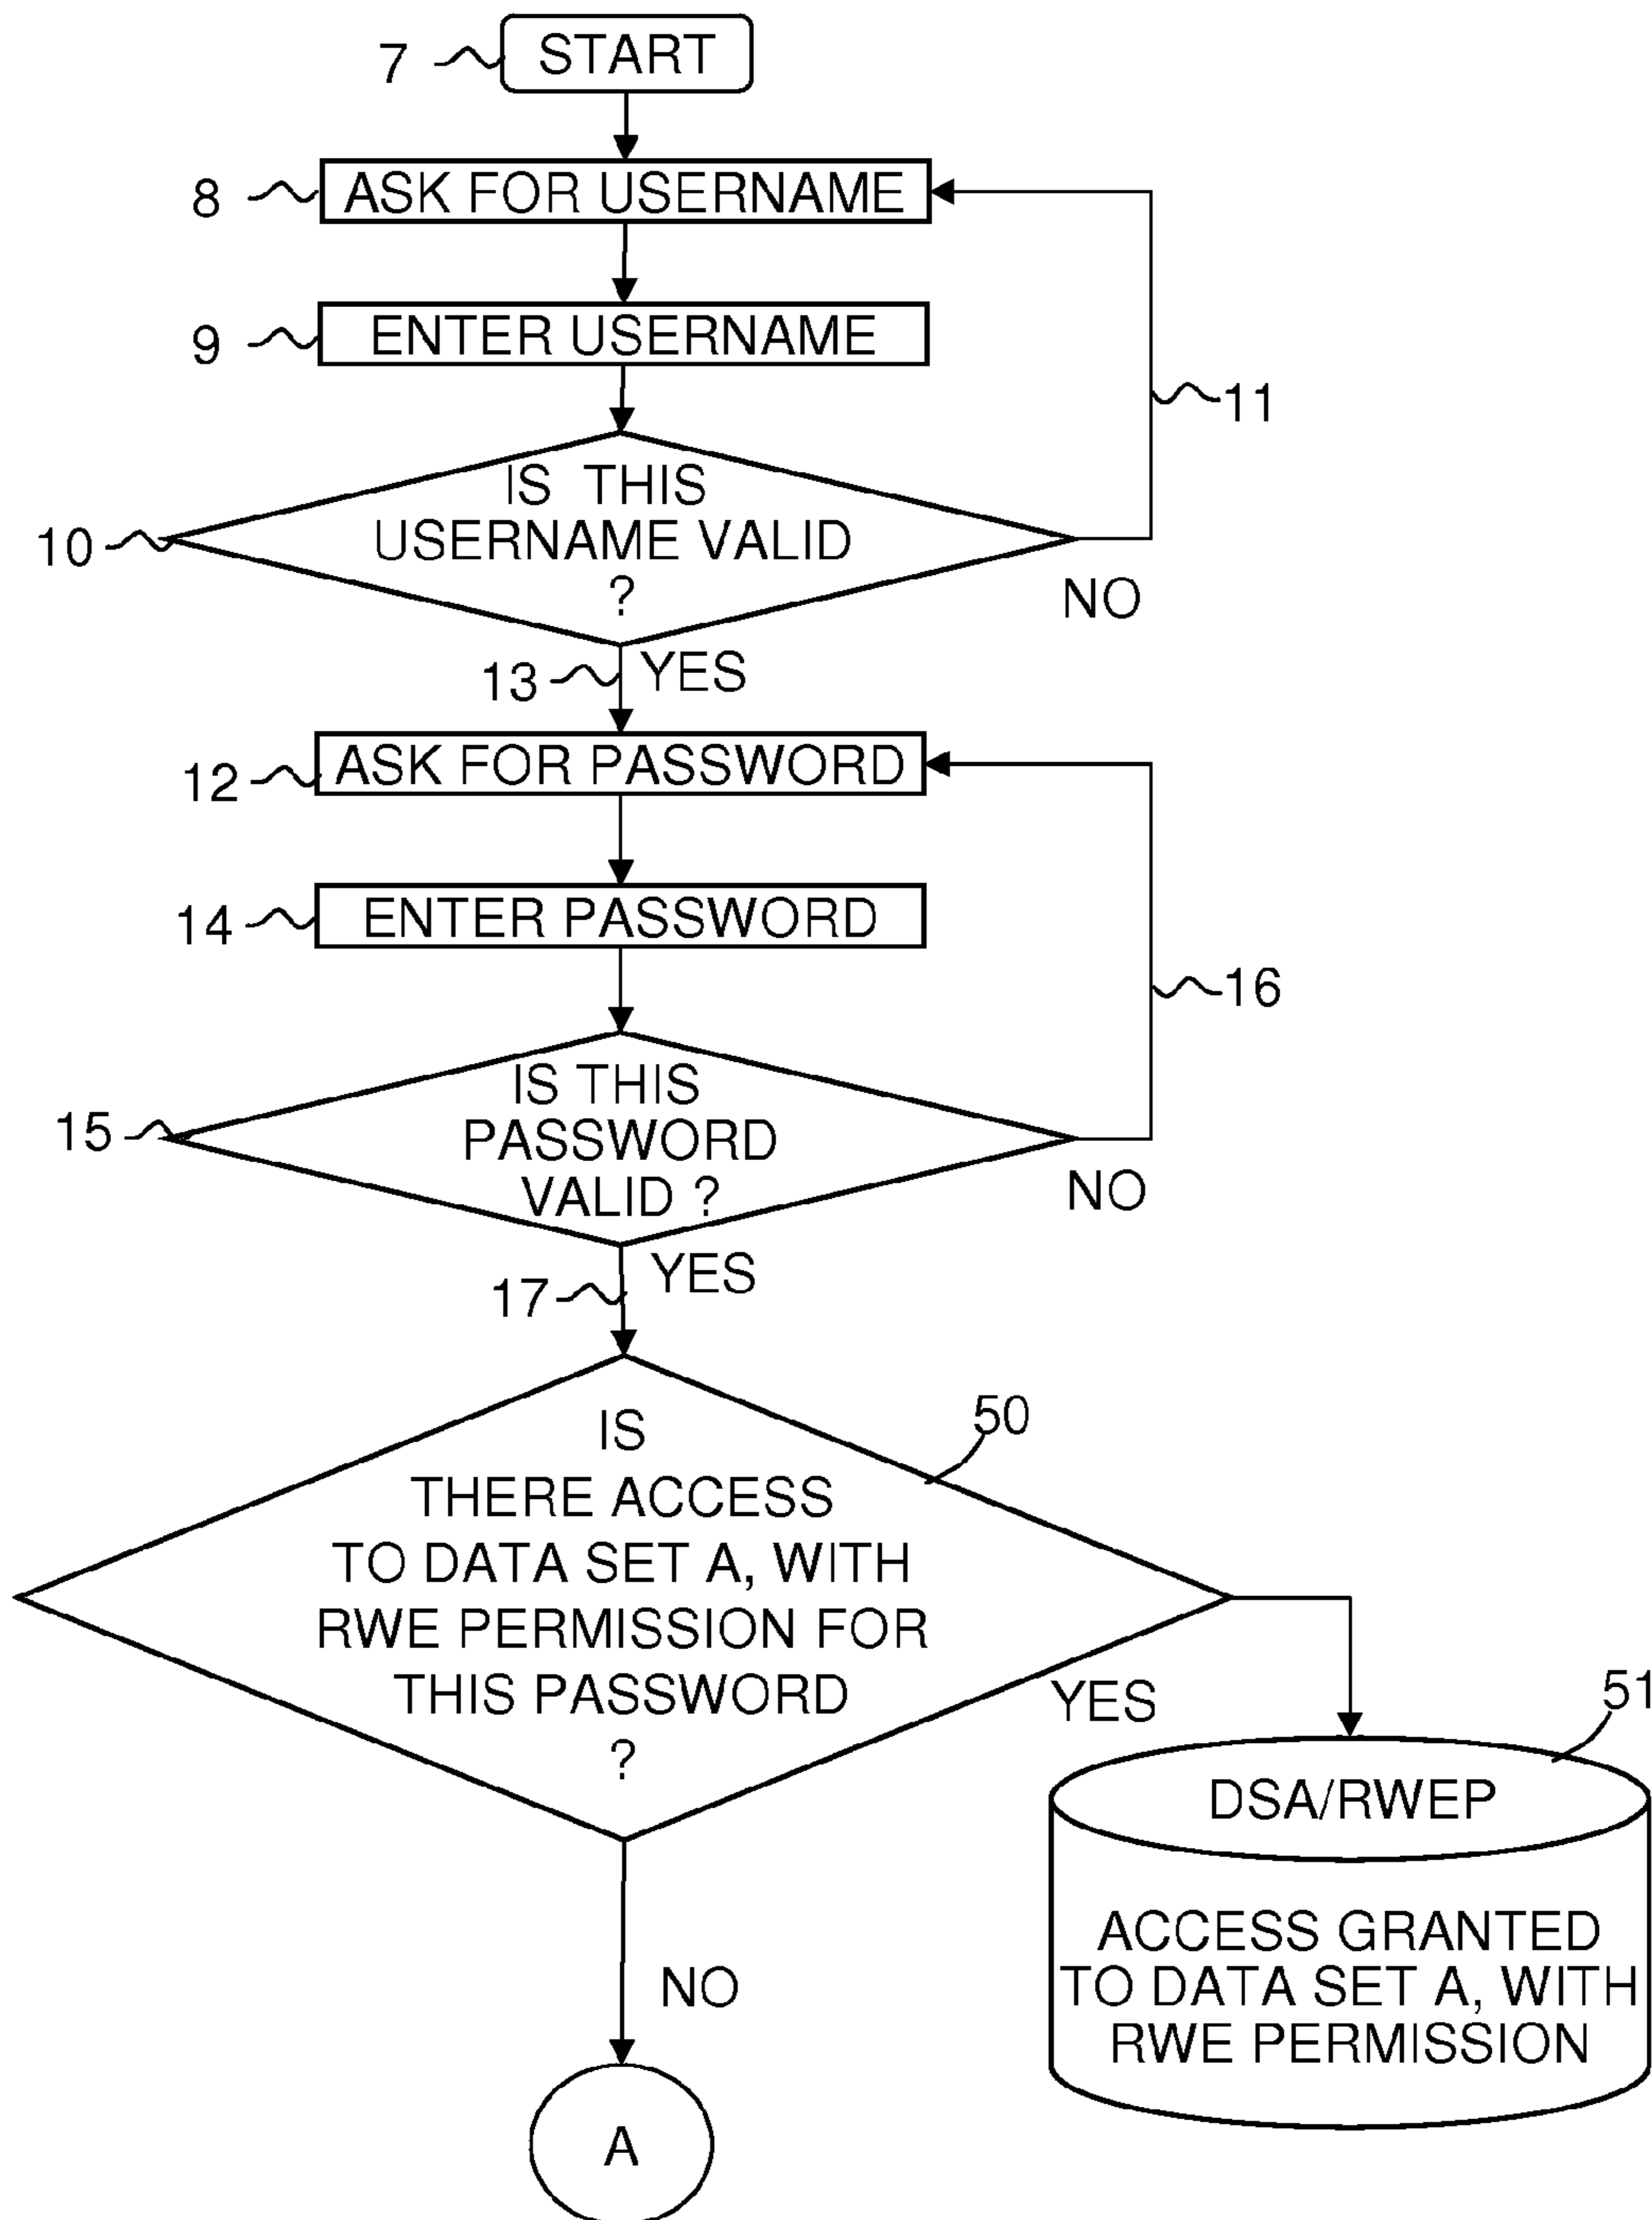 7
START
8
ASK FOR USERNAME
9
ENTER USERNAME
11
10
IS THIS
USERNAME VALID
?
NO
13
YES
12
ASK FOR PASSWORD
14
ENTER PASSWORD
16
15
IS THIS
PASSWORD
VALID ?
NO
17
YES
50
IS
THERE ACCESS
TO DATA SET A, WITH
RWE PERMISSION FOR
THIS PASSWORD
?
YES
51
DSA/RWEP
ACCESS GRANTED
TO DATA SET A, WITH
RWE PERMISSION
NO
A